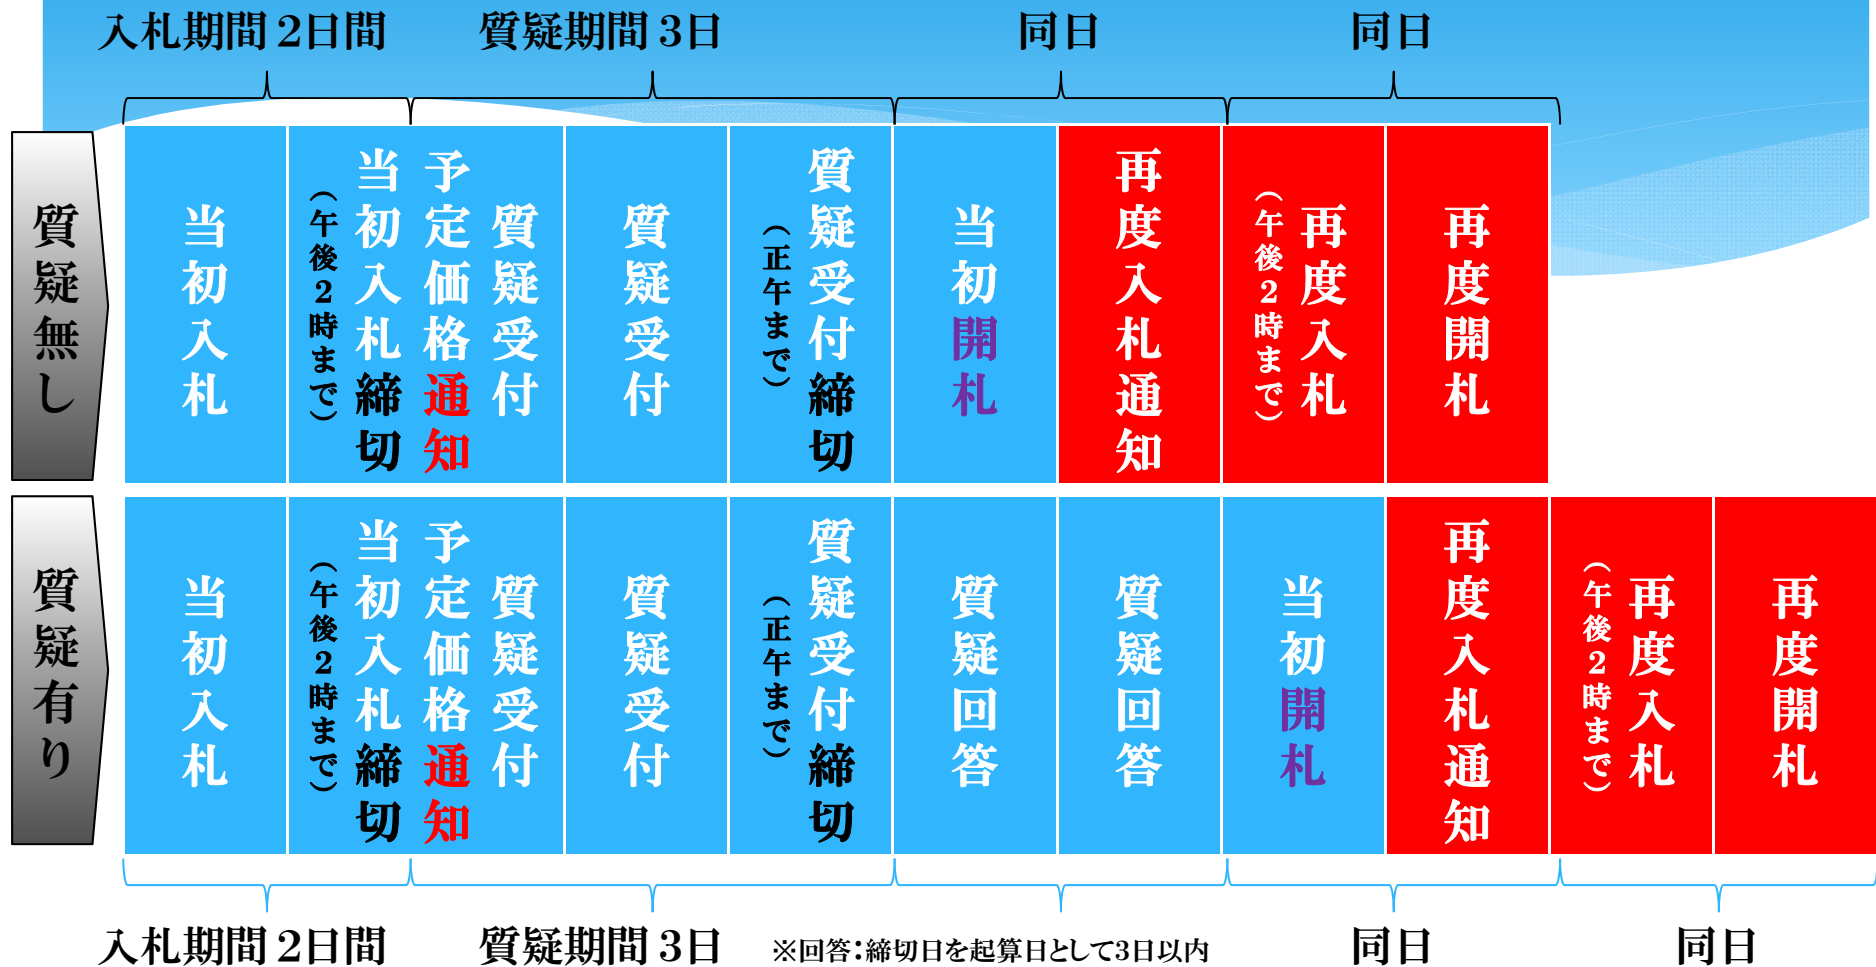 入札期間2日間
質疑期間3日
同日
同日
質疑無し
当初入札
（午後2時まで）
当初入札締切
予定価格通知
質疑受付
質疑受付
（正午まで）
質疑受付締切
当初開札
再度入札通知
（午後2時まで）
再度入札
再度開札
質疑有り
当初入札
（午後2時まで）
当初入札締切
予定価格通知
質疑受付
質疑受付
（正午まで）
質疑受付締切
質疑回答
質疑回答
当初開札
再度入札通知
（午後2時まで）
再度入札
再度開札
入札期間2日間
質疑期間3日
※回答：締切日を起算日として3日以内
同日
同日